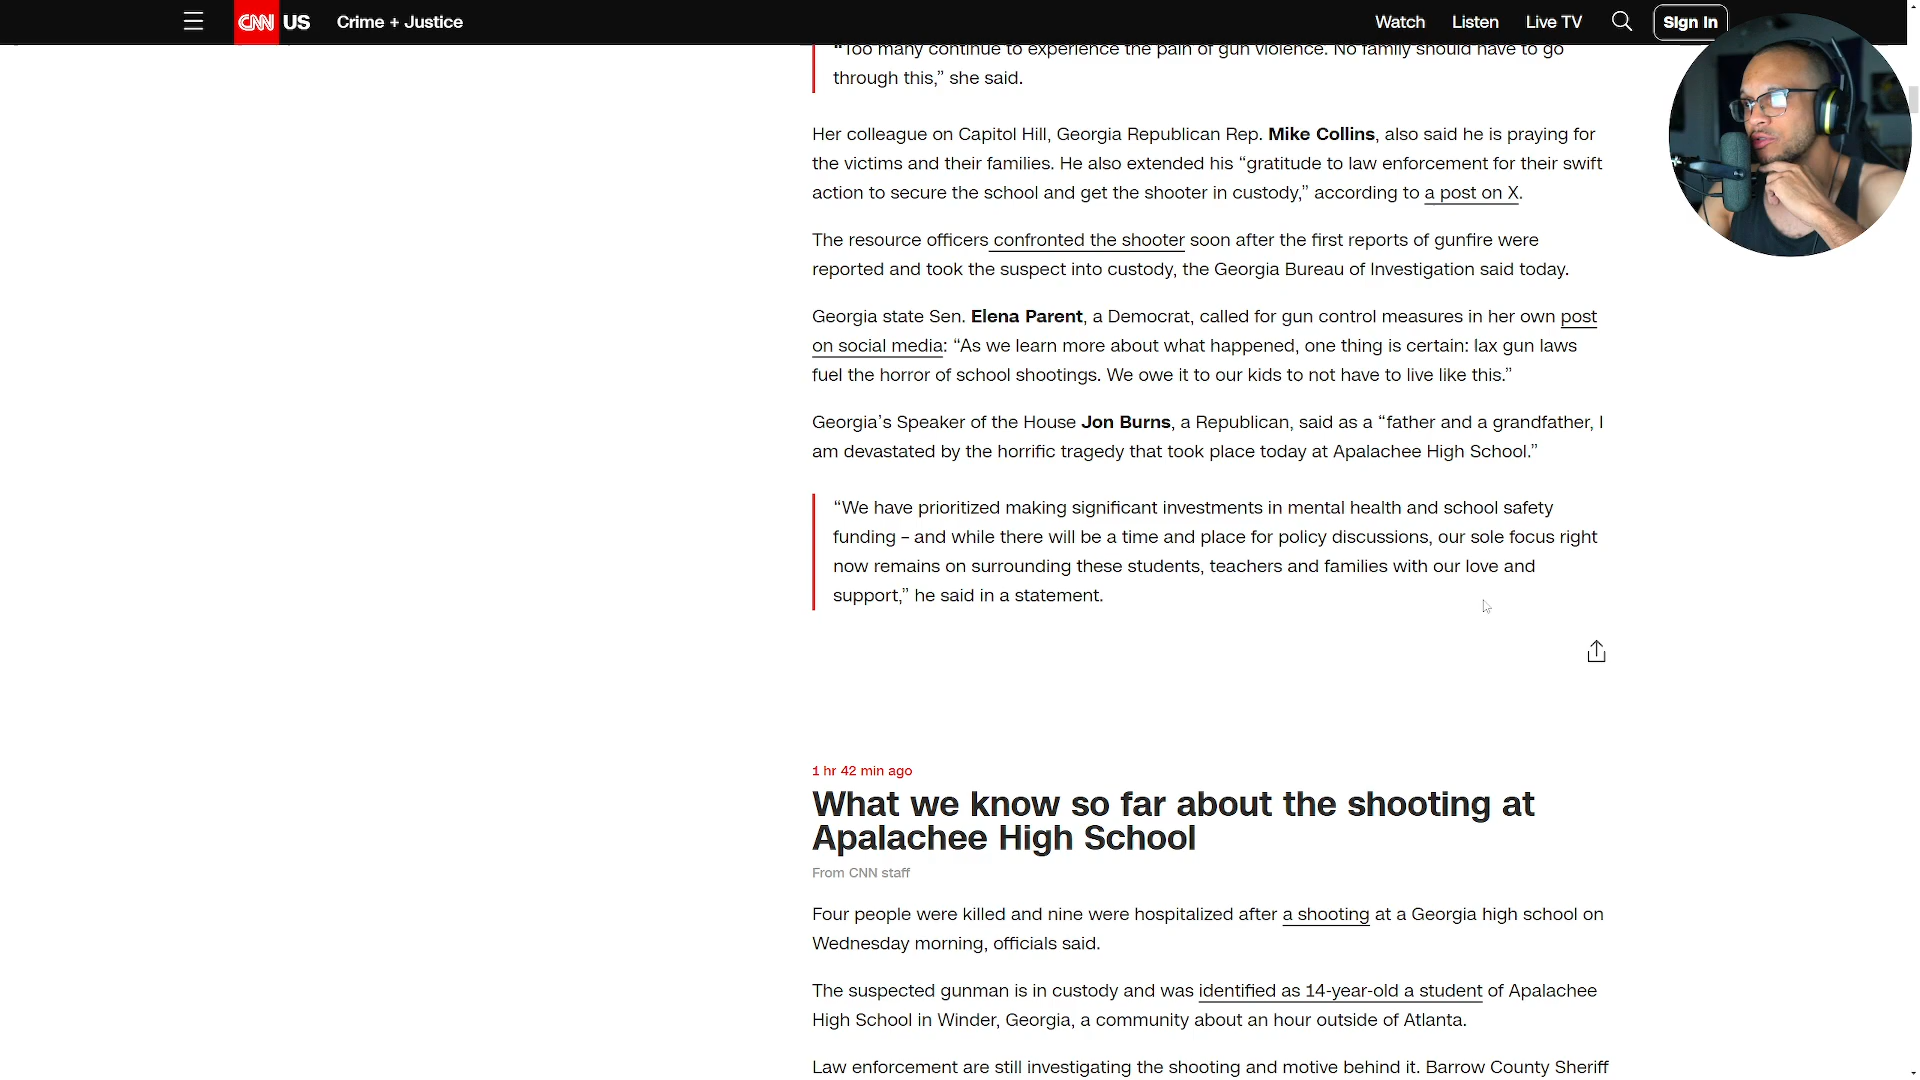 CNN US Crime + Justice Watch Listen Live TV Sign In
“Too many continue to experience the pain of gun violence. No family should have to go
through this,” she said.
Her colleague on Capitol Hill, Georgia Republican Rep. Mike Collins, also said he is praying for
the victims and their families. He also extended his “gratitude to law enforcement for their swift
action to secure the school and get the shooter in custody,” according to a post on X.
The resource officers confronted the shooter soon after the first reports of gunfire were
reported and took the suspect into custody, the Georgia Bureau of Investigation said today.
Georgia state Sen. Elena Parent, a Democrat, called for gun control measures in her own post
on social media: “As we learn more about what happened, one thing is certain: lax gun laws
fuel the horror of school shootings. We owe it to our kids to not have to live like this.”
Georgia’s Speaker of the House Jon Burns, a Republican, said as a “father and a grandfather, I
am devastated by the horrific tragedy that took place today at Apalachee High School.”
“We have prioritized making significant investments in mental health and school safety
funding – and while there will be a time and place for policy discussions, our sole focus right
now remains on surrounding these students, teachers and families with our love and
support,” he said in a statement.
1 hr 42 min ago
What we know so far about the shooting at
Apalachee High School
From CNN staff
Four people were killed and nine were hospitalized after a shooting at a Georgia high school on
Wednesday morning, officials said.
The suspected gunman is in custody and was identified as 14-year-old a student of Apalachee
High School in Winder, Georgia, a community about an hour outside of Atlanta.
Law enforcement are still investigating the shooting and motive behind it. Barrow County Sheriff